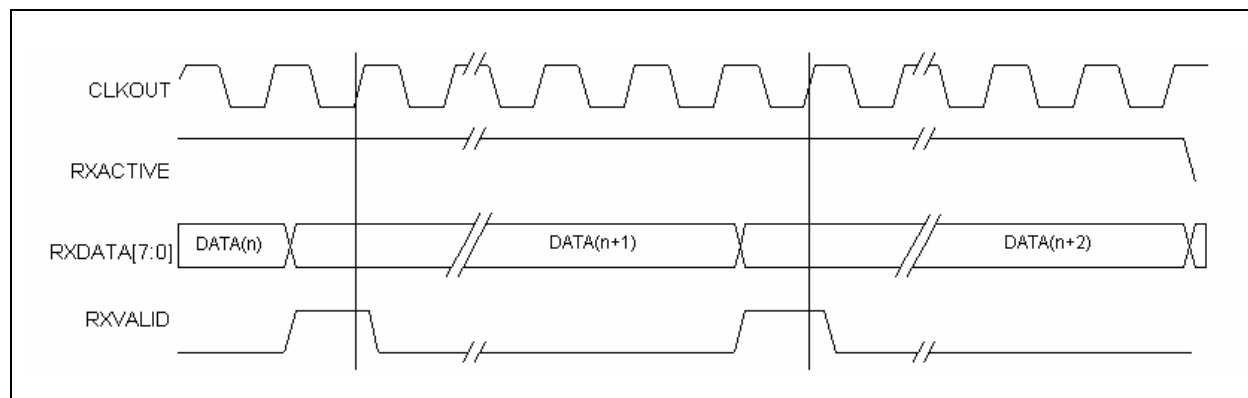 CLKOUT
RXACTIVE
RXDATA[7:0]
DATA(n)
DATA(n+1)
DATA(n+2)
RXVALID